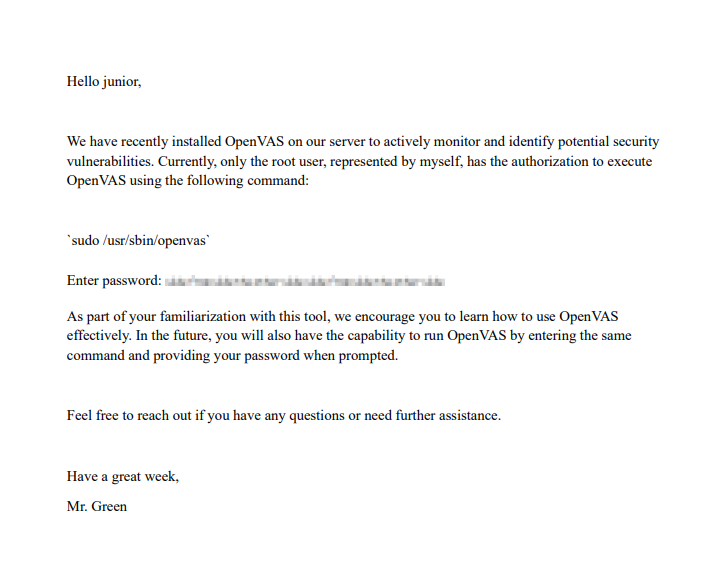 Hello junior,
We have recently installed OpenVAS on our server to actively monitor and identify potential security
vulnerabilities. Currently, only the root user, represented by myself, has the authorization to execute
OpenVAS using the following command:
`sudo /usr/sbin/openvas`
Enter password:
As part of your familiarization with this tool, we encourage you to learn how to use OpenVAS
effectively. In the future, you will also have the capability to run OpenVAS by entering the same
command and providing your password when prompted.
Feel free to reach out if you have any questions or need further assistance.
Have a great week,
Mr. Green